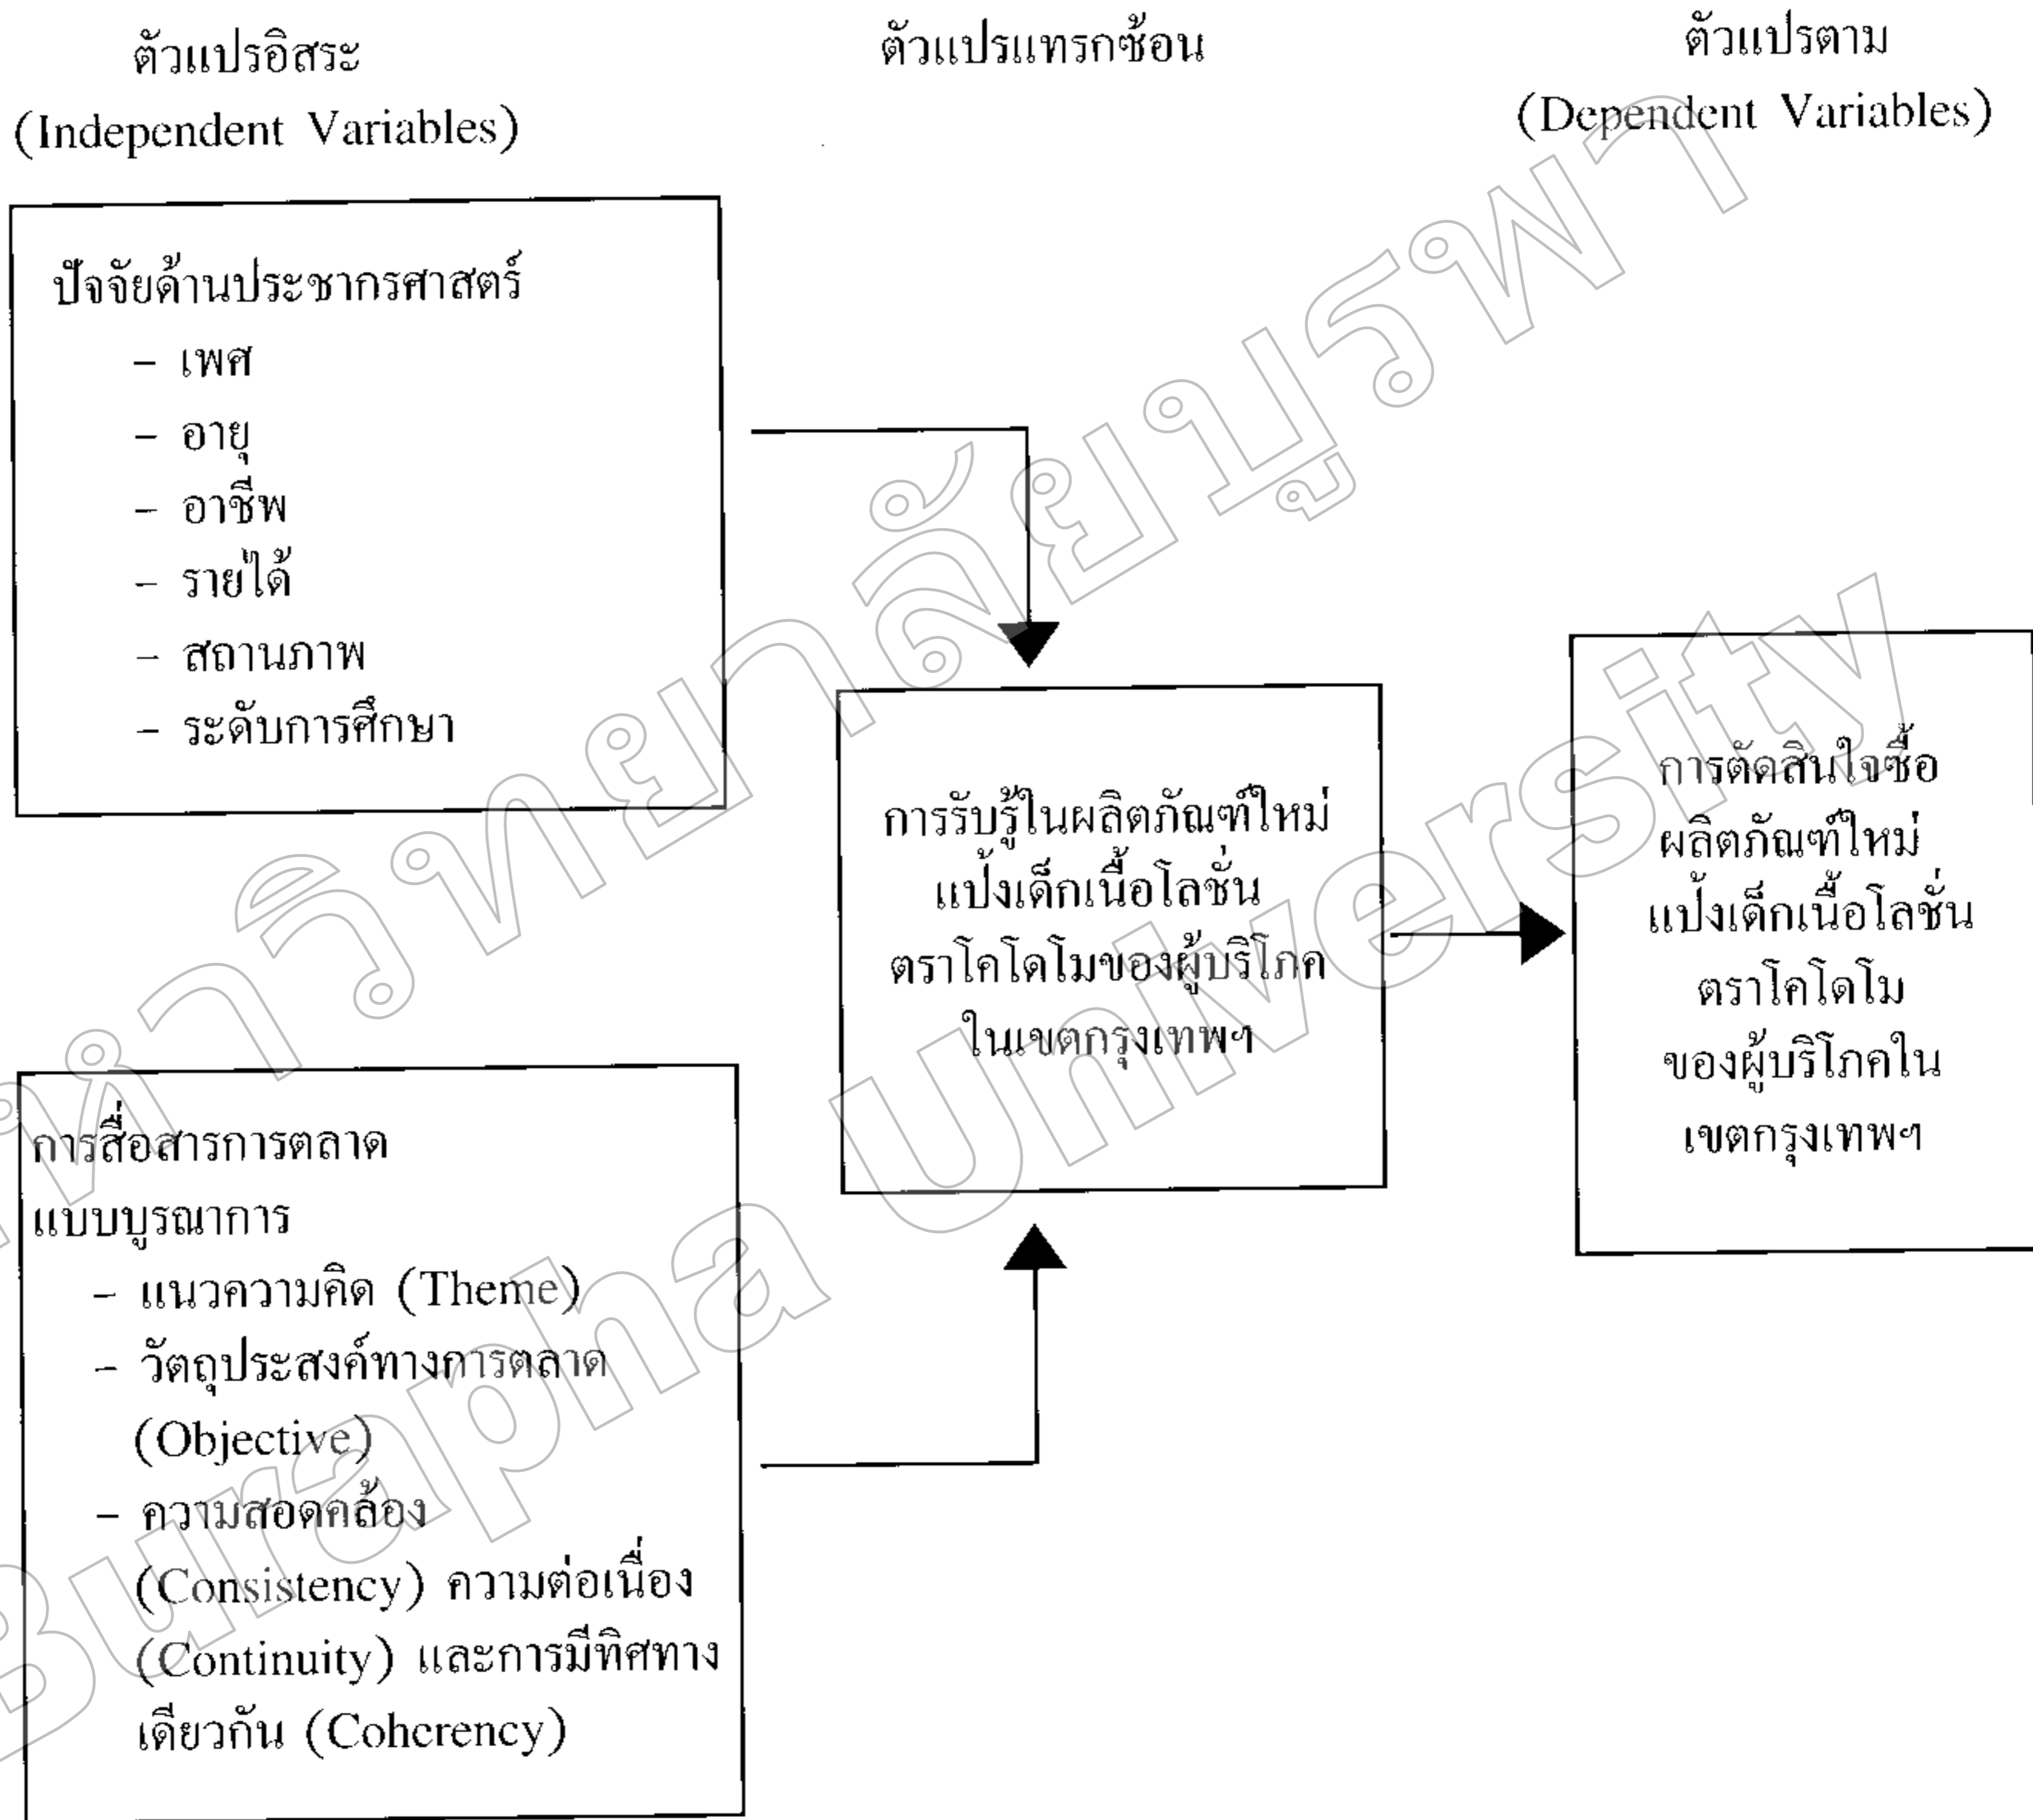 ตัวแปรอิสระ
(Independent Variables)
ตัวแปรแทรกซ้อน
ตัวแปรตาม
(Dependent Variables)
ปัจจัยด้านประชากรศาสตร์
- เพศ
- อายุ
- อาชีพ
- รายได้
- สถานภาพ
- ระดับการศึกษา
การสื่อสารการตลาด
แบบบูรณาการ
- แนวความคิด (Theme)
- วัตถุประสงค์ทางการตลาด
(Objective)
- ความสอดคล้อง
(Consistency) ความต่อเนื่อง
(Continuity) และการมีทิศทาง
เดียวกัน (Coherency)
การรับรู้ในผลิตภัณฑ์ใหม่
แป้งเด็กเนื้อโลชั่น
ตราโคโดโมของผู้บริโภค
ในเขตกรุงเทพฯ
การตัดสินใจซื้อ
ผลิตภัณฑ์ใหม่
แป้งเด็กเนื้อโลชั่น
ตราโคโดโม
ของผู้บริโภคใน
เขตกรุงเทพฯ
มหาวิทยาลัยบูรพา
Burapha University